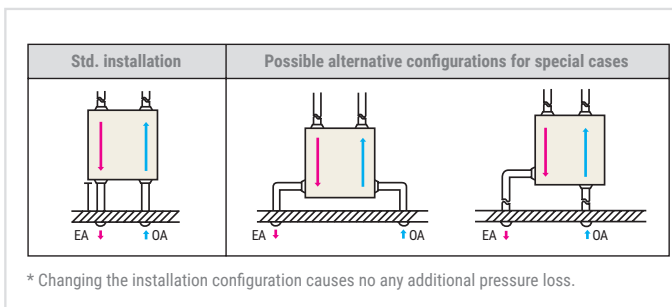 Std. installation
Possible alternative configurations for special cases
EA OA
EA OA
EA OA
* Changing the installation configuration causes no any additional pressure loss.